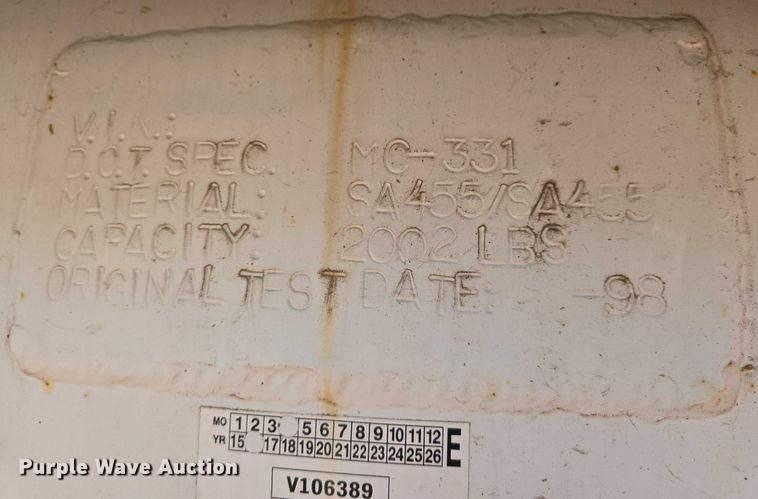 V.I.N.:
D.O.T. SPEC. MC-331
MATERIAL: SA455/SA455
CAPACITY: 2002 LBS
ORIGINAL TEST DATE: -98
MO 1 2 3 5 6 7 8 9 10 11 12 E
YR 15 17 18 19 20 21 22 23 24 25 26
V106389
Purple Wave Auction